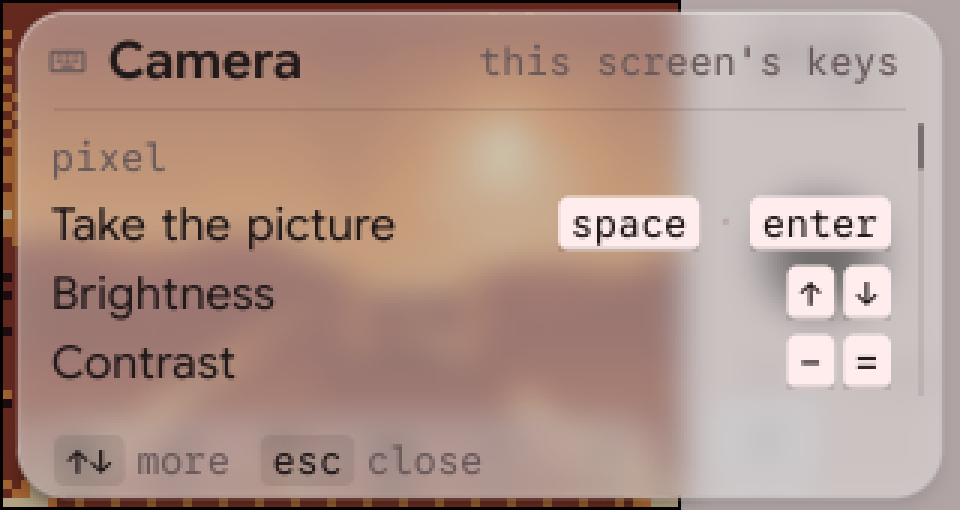 Camera this screen's keys
pixel
Take the picture space · enter
Brightness ↑ ↓
Contrast - =
↑↓ more esc close